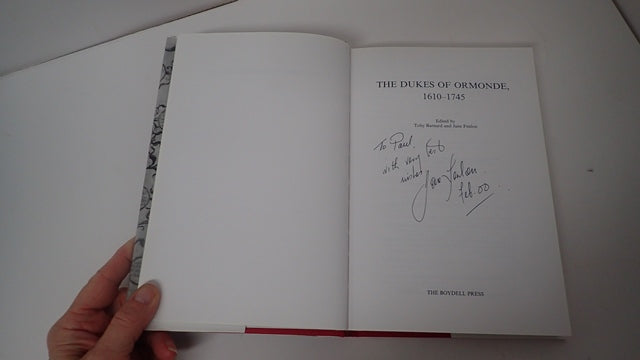 THE DUKES OF ORMONDE,
1610–1745
Edited by
Toby Barnard and Jane Fenlon
To Paul
with very best
wishes
Jane Fenlon
Feb. 00
THE BOYDELL PRESS